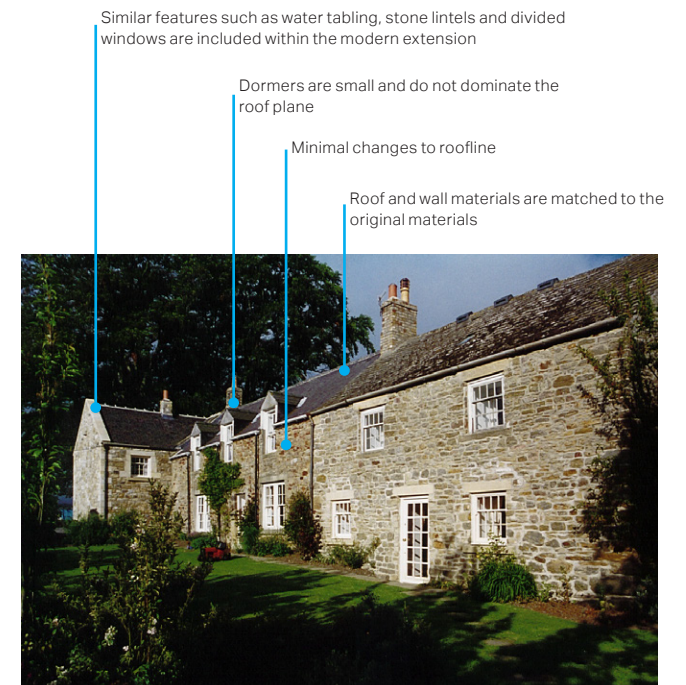 Similar features such as water tabling, stone lintels and divided
windows are included within the modern extension
Dormers are small and do not dominate the
roof plane
Minimal changes to roofline
Roof and wall materials are matched to the
original materials